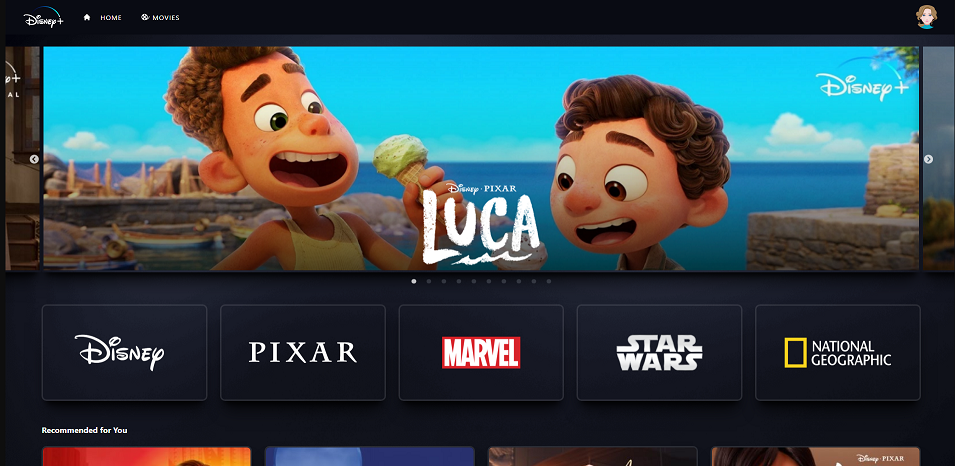 Disney+
HOME
MOVIES
AL
Disney+
Disney · PIXAR
LUCA
Disney
PIXAR
MARVEL
STAR
WARS
NATIONAL
GEOGRAPHIC
Recommended for You
Disney · PIXAR